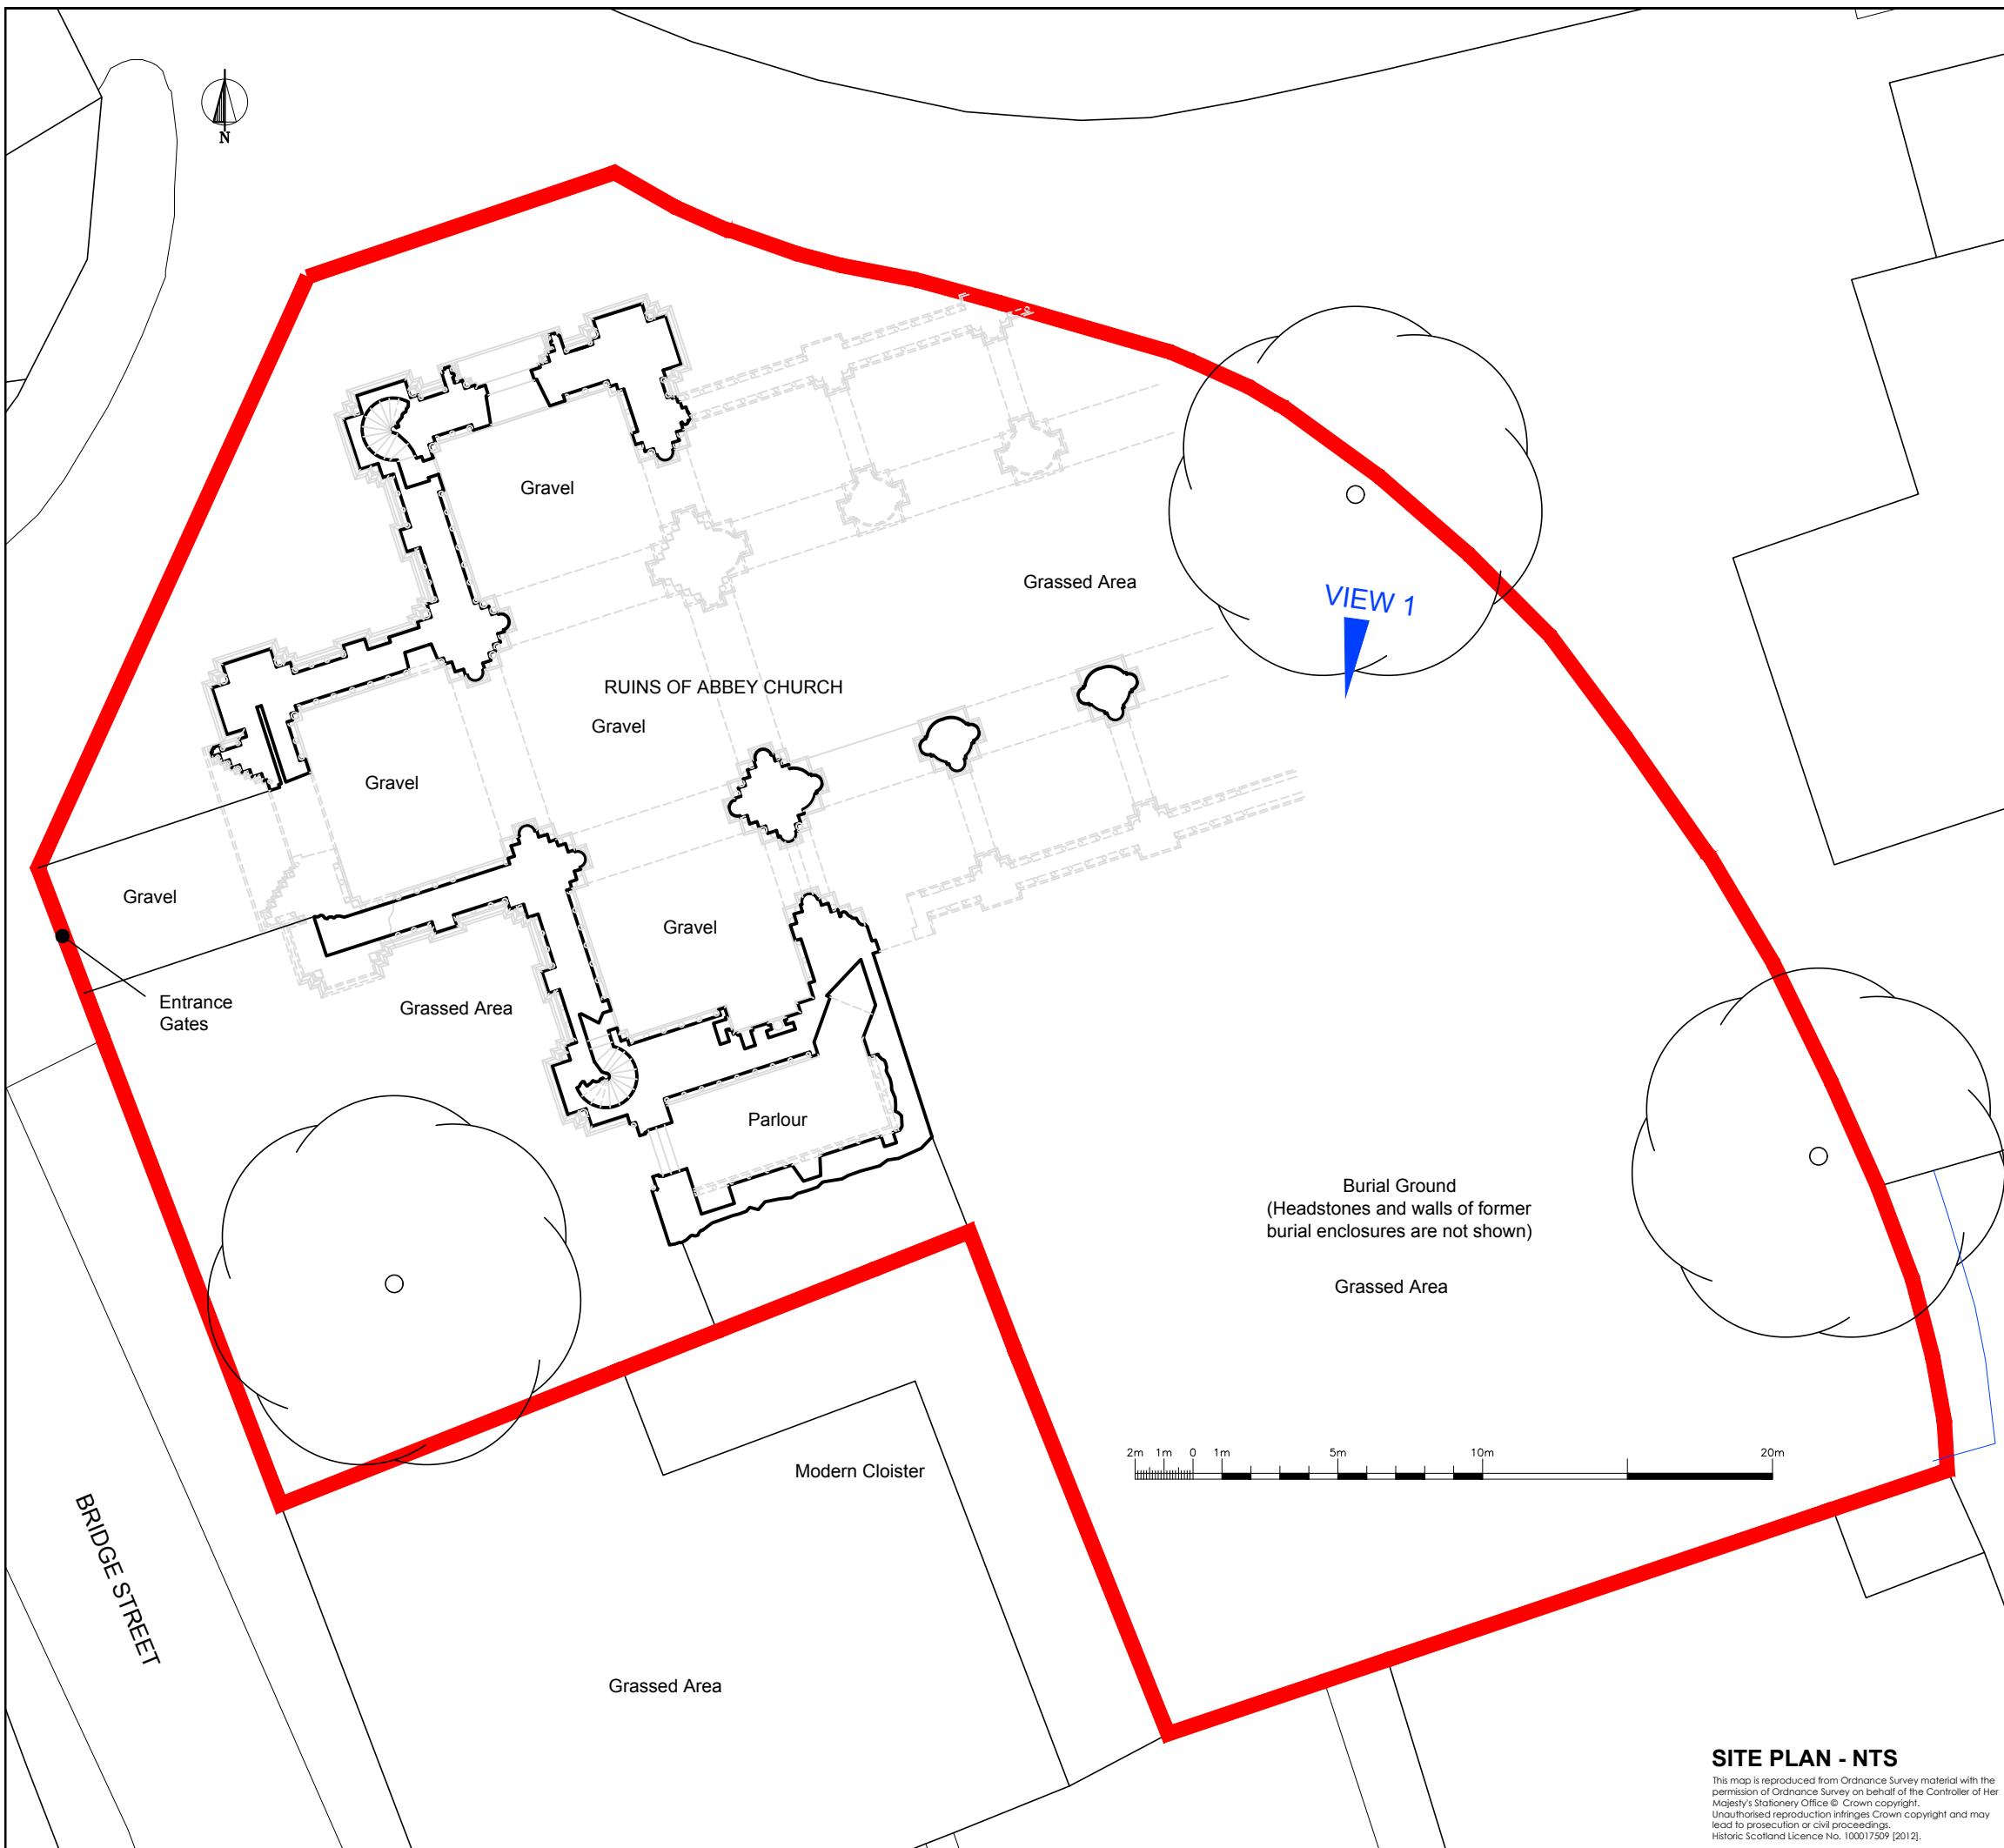 N
Gravel
Grassed Area
VIEW 1
RUINS OF ABBEY CHURCH
Gravel
Gravel
Gravel
Gravel
Entrance
Gates
Grassed Area
Parlour
Burial Ground
(Headstones and walls of former
burial enclosures are not shown)
Grassed Area
2m 1m 0 1m 5m 10m 20m
Modern Cloister
BRIDGE STREET
Grassed Area
SITE PLAN - NTS
This map is reproduced from Ordnance Survey material with the
permission of Ordnance Survey on behalf of the Controller of Her
Majesty's Stationery Office © Crown copyright.
Unauthorised reproduction infringes Crown copyright and may
lead to prosecution or civil proceedings.
Historic Scotland Licence No. 100017509 [2012].